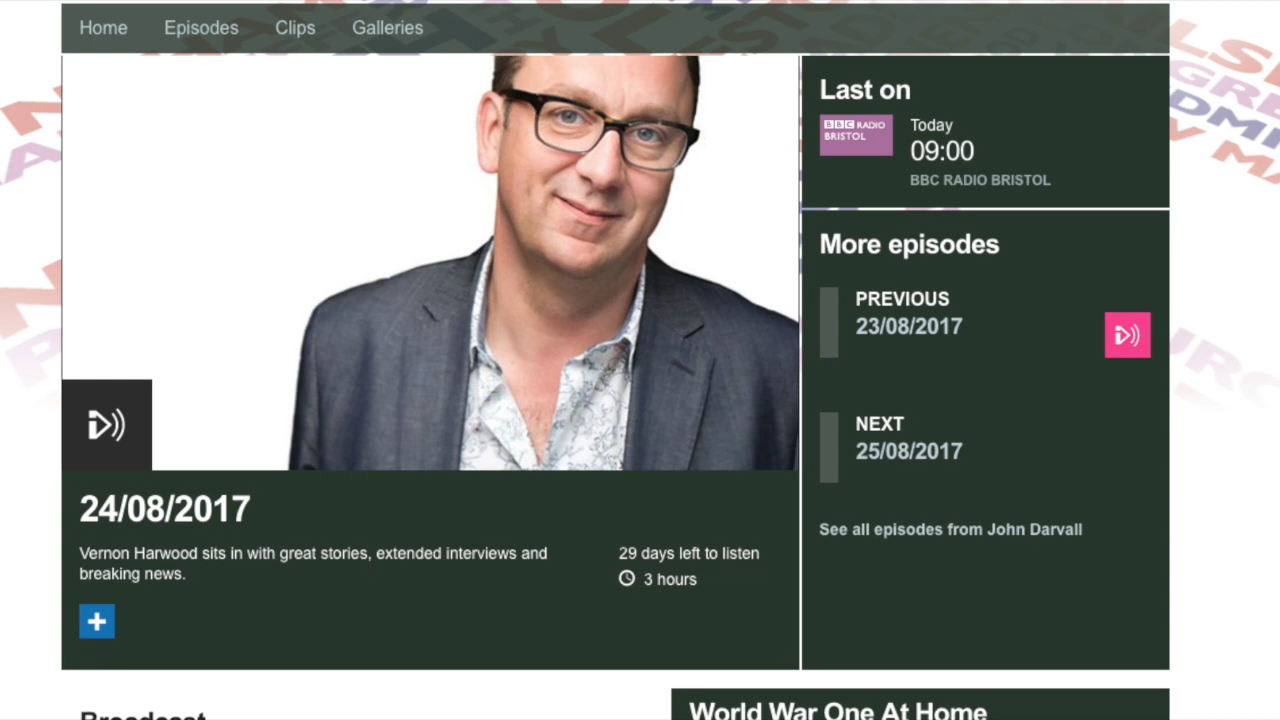 Home Episodes Clips Galleries
Last on
BBC RADIO
BRISTOL
Today
09:00
BBC RADIO BRISTOL
More episodes
PREVIOUS
23/08/2017
NEXT
25/08/2017
See all episodes from John Darvall
24/08/2017
Vernon Harwood sits in with great stories, extended interviews and
breaking news.
29 days left to listen
3 hours
Broadcast
World War One At Home